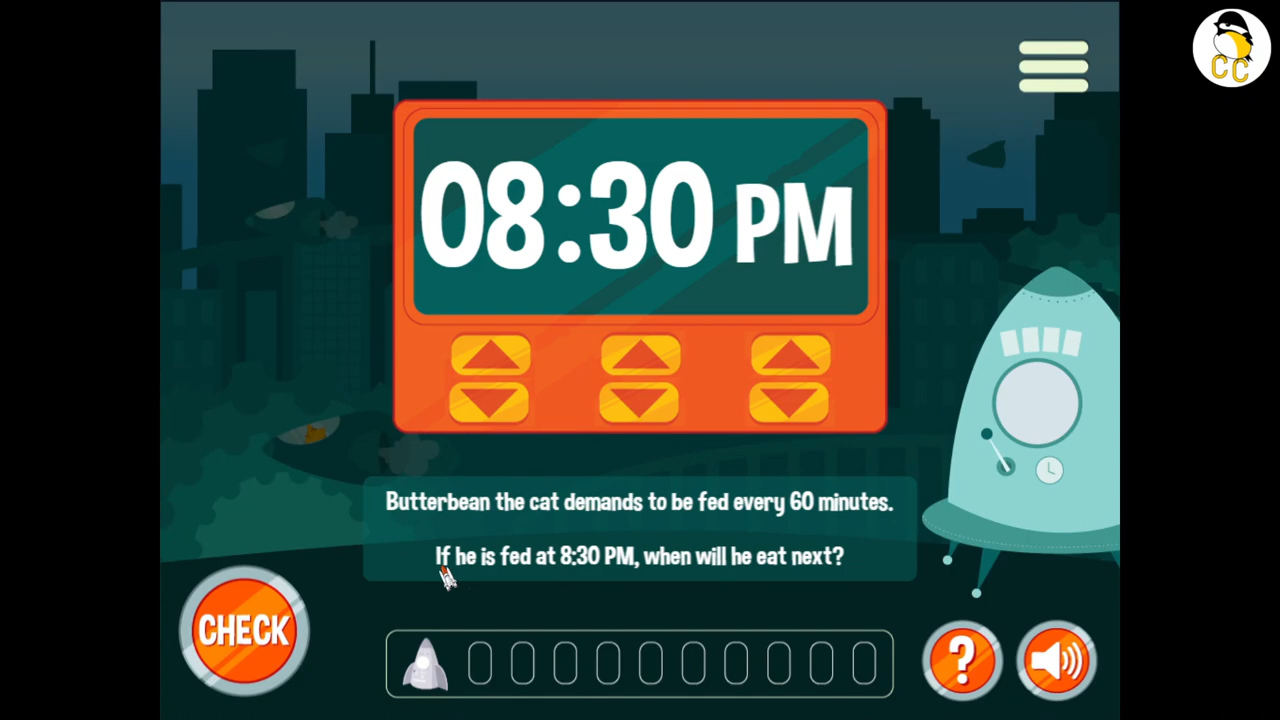 CC
08:30 PM
Butterbean the cat demands to be fed every 60 minutes.
If he is fed at 8:30 PM, when will he eat next?
CHECK
?